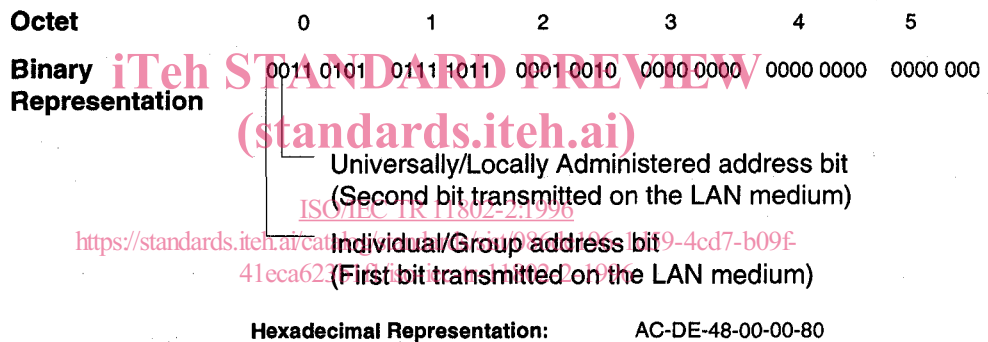 Octet 0 1 2 3 4 5
Binary 0011 0101 0111 1011 0001 0010 0000 0000 0000 0000 0000 000
Representation
iTeh STANDARD PREVIEW
(standards.iteh.ai)
Universally/Locally Administered address bit
(Second bit transmitted on the LAN medium)
ISO/IEC TR 11802-2:1996
Individual/Group address bit
(First bit transmitted on the LAN medium)
Hexadecimal Representation: AC-DE-48-00-00-80